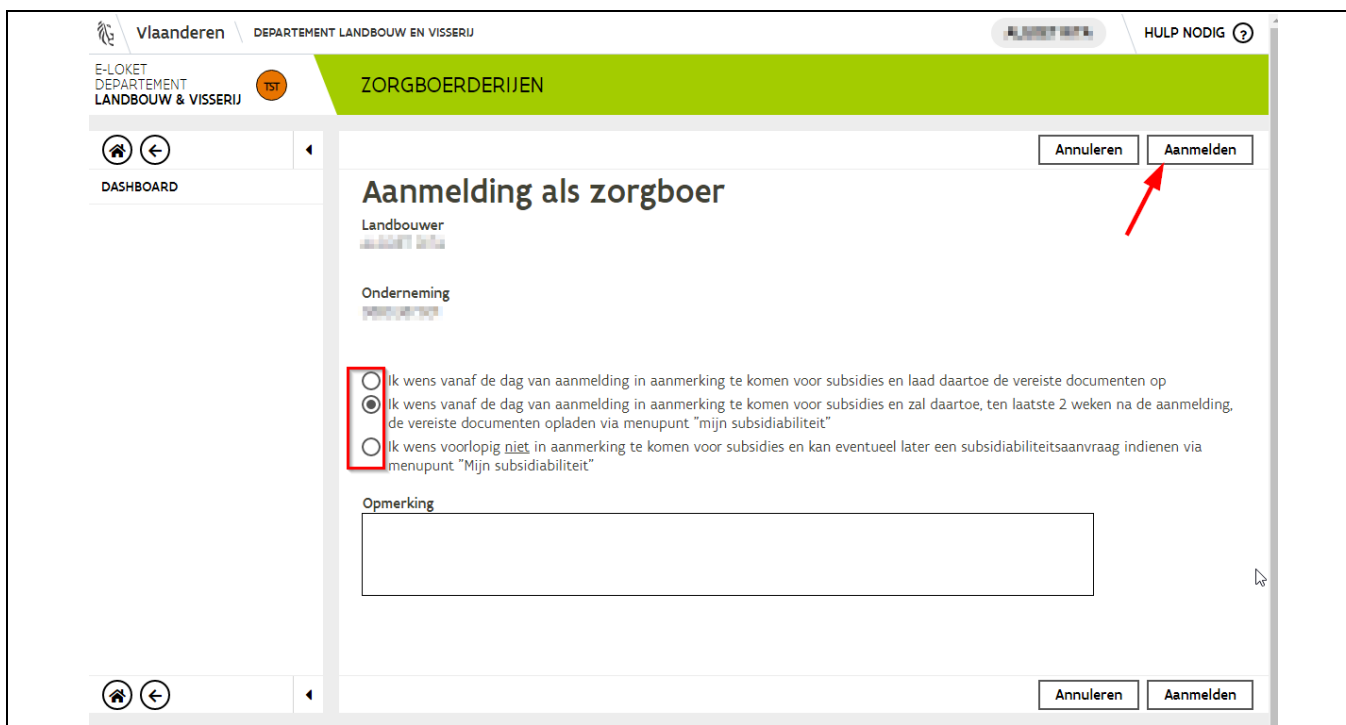 Vlaanderen DEPARTEMENT LANDBOUW EN VISSERIJ HULP NODIG ?
E-LOKET
DEPARTEMENT
LANDBOUW & VISSERIJ
TST
ZORGBOERDERIJEN
Annuleren Aanmelden
DASHBOARD
Aanmelding als zorgboer
Landbouwer
Onderneming
Ik wens vanaf de dag van aanmelding in aanmerking te komen voor subsidies en laad daartoe de vereiste documenten op
Ik wens vanaf de dag van aanmelding in aanmerking te komen voor subsidies en zal daartoe, ten laatste 2 weken na de aanmelding,
de vereiste documenten opladen via menupunt "mijn subsidiabiliteit"
Ik wens voorlopig niet in aanmerking te komen voor subsidies en kan eventueel later een subsidiabiliteitsaanvraag indienen via
menupunt "Mijn subsidiabiliteit"
Opmerking
Annuleren Aanmelden